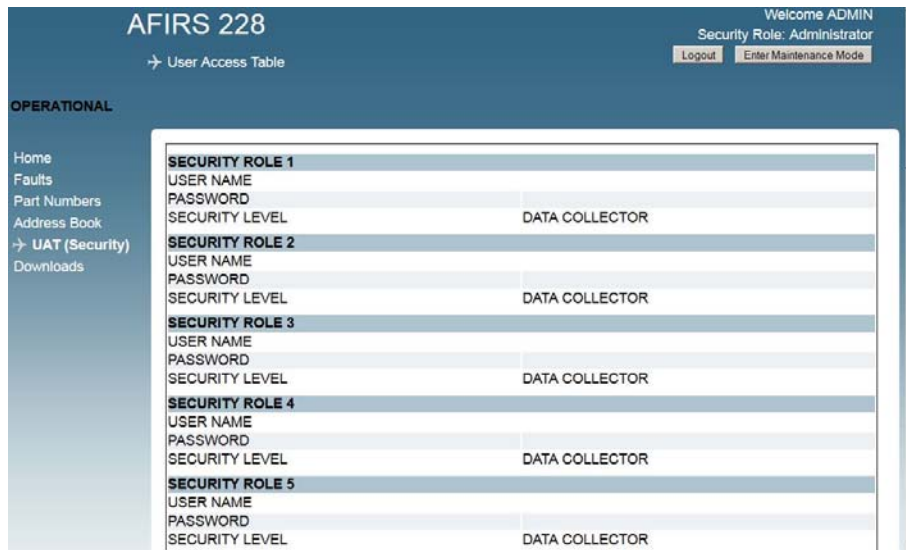 AFIRS 228
Welcome ADMIN
Security Role: Administrator
Logout Enter Maintenance Mode
User Access Table
OPERATIONAL
Home
Faults
Part Numbers
Address Book
UAT (Security)
Downloads
SECURITY ROLE 1
USER NAME
PASSWORD
SECURITY LEVEL DATA COLLECTOR
SECURITY ROLE 2
USER NAME
PASSWORD
SECURITY LEVEL DATA COLLECTOR
SECURITY ROLE 3
USER NAME
PASSWORD
SECURITY LEVEL DATA COLLECTOR
SECURITY ROLE 4
USER NAME
PASSWORD
SECURITY LEVEL DATA COLLECTOR
SECURITY ROLE 5
USER NAME
PASSWORD
SECURITY LEVEL DATA COLLECTOR